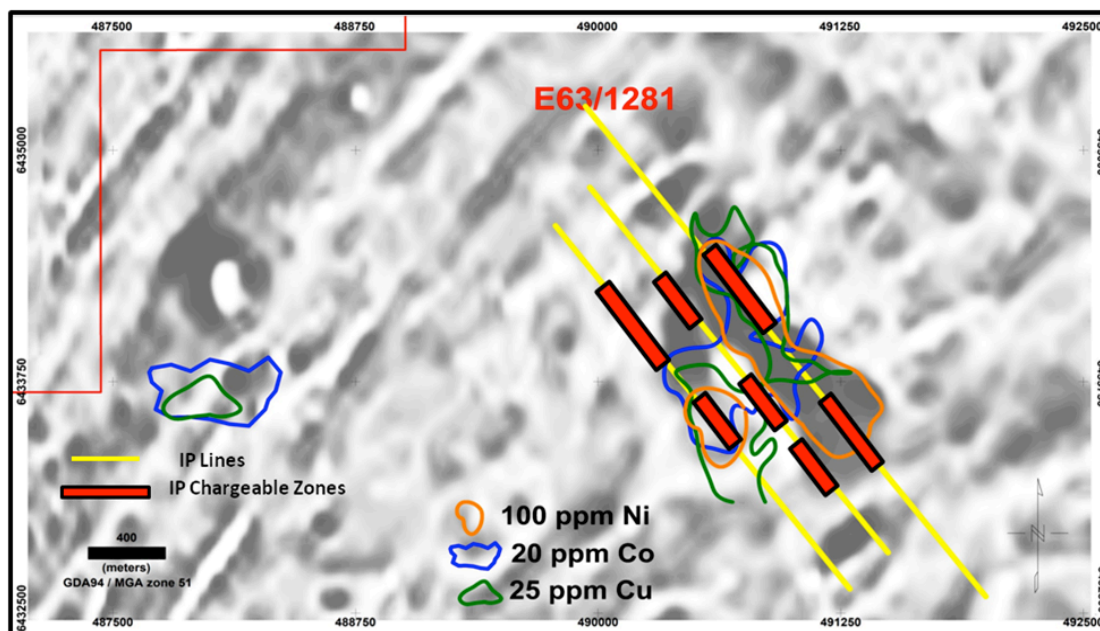 487500 488750 490000 491250 492500
E63/1281
6435000
6433750
IP Lines
IP Chargeable Zones
100 ppm Ni
400
20 ppm Co
(meters)
GDA94 / MGA zone 51
25 ppm Cu
N
6432500
487500 488750 490000 491250 492500